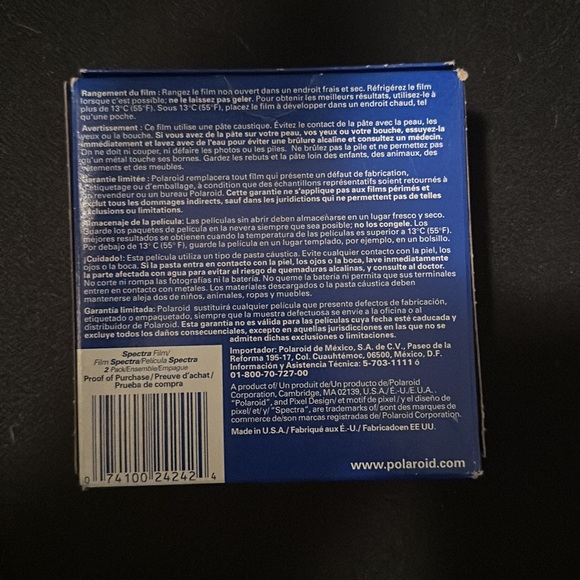 Rangement du film : Rangez le film non ouvert dans un endroit frais et sec. Réfrigérez le film
lorsque c'est possible; ne le laissez pas geler. Pour obtenir les meilleurs résultats, utilisez-le à
plus de 13°C (55°F). Sous 13°C (55°F), placez le film à développer dans un endroit chaud, tel
qu'une poche.
Avertissement : Ce film utilise une pâte caustique. Évitez le contact de la pâte avec la peau, les
yeux ou la bouche. Si vous avez de la pâte sur votre peau, vos yeux ou votre bouche, essuyez-la
immédiatement et lavez avec de l'eau pour éviter une brûlure alcaline et consultez un médecin.
On ne doit ni couper, ni défaire les photos ou les piles. Ne brûlez pas la pile et ne permettez pas
qu'un métal touche ses bornes. Gardez les rebuts et la pâte loin des enfants, des animaux, des
vêtements et des meubles.
Garantie limitée : Polaroid remplacera tout film qui présente un défaut de fabrication,
d'étiquetage ou d'emballage, à condition que des échantillons représentatifs soient retournés à
un revendeur ou un bureau Polaroid. Cette garantie ne s'applique pas aux films périmés et
exclut tous les dommages indirects, sauf dans les juridictions qui ne permettent pas de telles
exclusions ou limitations.
Almacenaje de la película: Las películas sin abrir deben almacenarse en un lugar fresco y seco.
Guarde los paquetes de película en la nevera siempre que sea posible; no los congele. Los
mejores resultados se obtienen cuando la temperatura de las películas es superior a 13°C (55°F).
Por debajo de 13°C (55° F), guarde la película en un lugar templado, por ejemplo, en un bolsillo.
¡Cuidado!: Esta película utiliza un tipo de pasta cáustica. Evite cualquier contacto con la piel, los
ojos o la boca. Si la pasta entra en contacto con la piel, los ojos o la boca, lave inmediatamente
la parte afectada con agua para evitar el riesgo de quemaduras alcalinas, y consulte al doctor.
No corte ni rompa las fotografías ni la batería. No queme la batería ni permita que sus terminales
entren en contacto con metales. Los materiales descargados o la pasta cáustica deben
mantenerse aleja dos de niños, animales, ropas y muebles.
Garantía limitada: Polaroid sustituirá cualquier película que presente defectos de fabricación,
etiquetado o empaquetado, siempre que la muestra defectuosa se envíe a la oficina o al
distribuidor de Polaroid. Esta garantía no es válida para las películas cuya fecha esté caducada y
excluye todos los daños consecuenciales, excepto en aquellas jurisdicciones en las que no se
admiten dichas exclusiones o limitación.
Importador: Polaroid de México, S.A. de C.V., Paseo de la
Reforma 195-17, Col. Cuauhtémoc, 06500, México, D.F.
Información y Asistencia Técnica: 5-703-1111 ó
01-800-70-727-00
A product of/ Un produit de/Un producto de/Polaroid
Corporation, Cambridge, MA 02139, U.S.A./É.-U./E.U.A.
"Polaroid", and Pixel Design/ et motif de pixel / y el diseño de
pixel/ et/ y/ "Spectra", are trademarks of/ sont des marques de
commerce de/son marcas registradas de/ Polaroid Corporation.
Made in U.S.A./ Fabriqué aux É.-U./ Fabricadoen EE UU.
Spectra Film/
Film Spectra/Película Spectra
2 Pack/Ensemble/Empaque
Proof of Purchase / Preuve d'achat /
Prueba de compra
0 74100 24242 4
www.polaroid.com